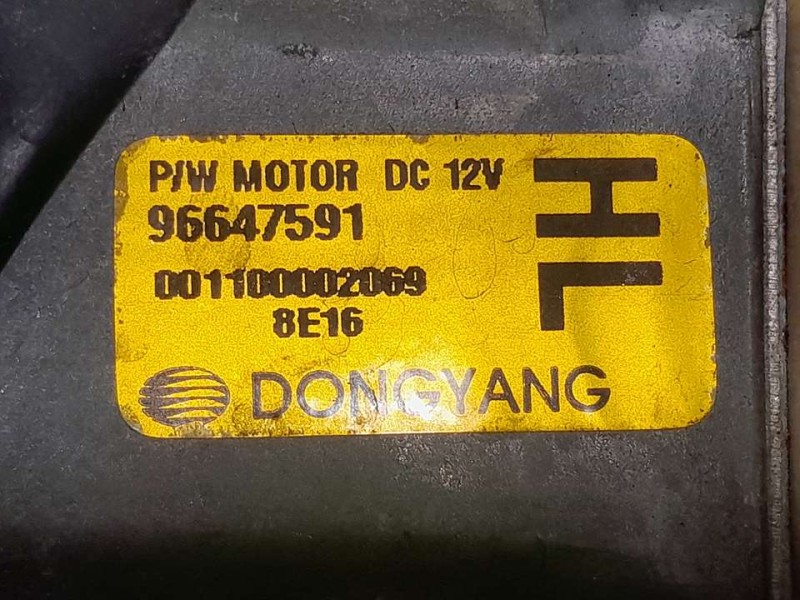 P/W MOTOR DC 12V
96647591
001100002069
8E16
DONGYANG
HL